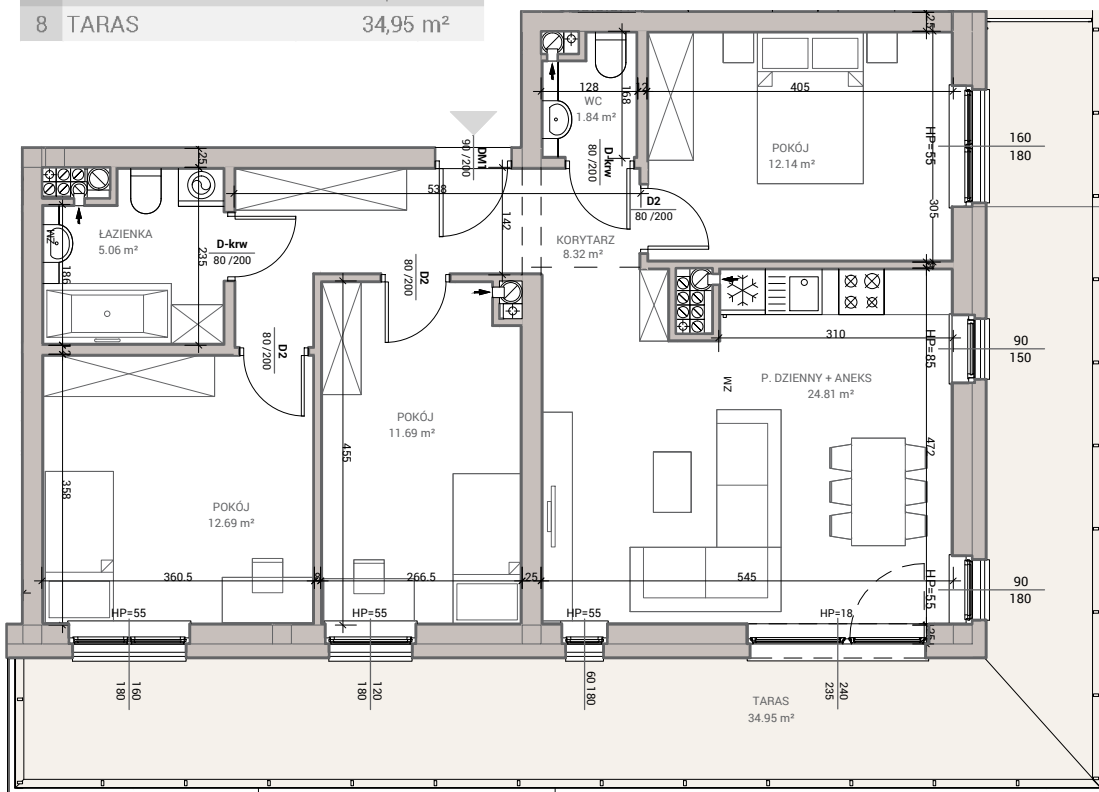 8 TARAS 34,95 m²
25
128
WC
1.84 m²
168
405
POKÓJ
12.14 m²
HP=55
305
160
180
DM1
90 /200
D-krw
80 /200
D2
80 /200
538
142
25
ŁAZIENKA
5.06 m²
WZ
186
235
D-krw
80 /200
KORYTARZ
8.32 m²
D2
80 /200
D2
80 /200
310
HP=85
90
150
ZM
P. DZIENNY + ANEKS
24.81 m²
472
POKÓJ
11.69 m²
455
POKÓJ
12.69 m²
358
360.5
266.5
25
545
HP=55
90
180
HP=55
HP=55
HP=55
HP=18
25
160
180
120
180
60 180
240
235
TARAS
34.95 m²